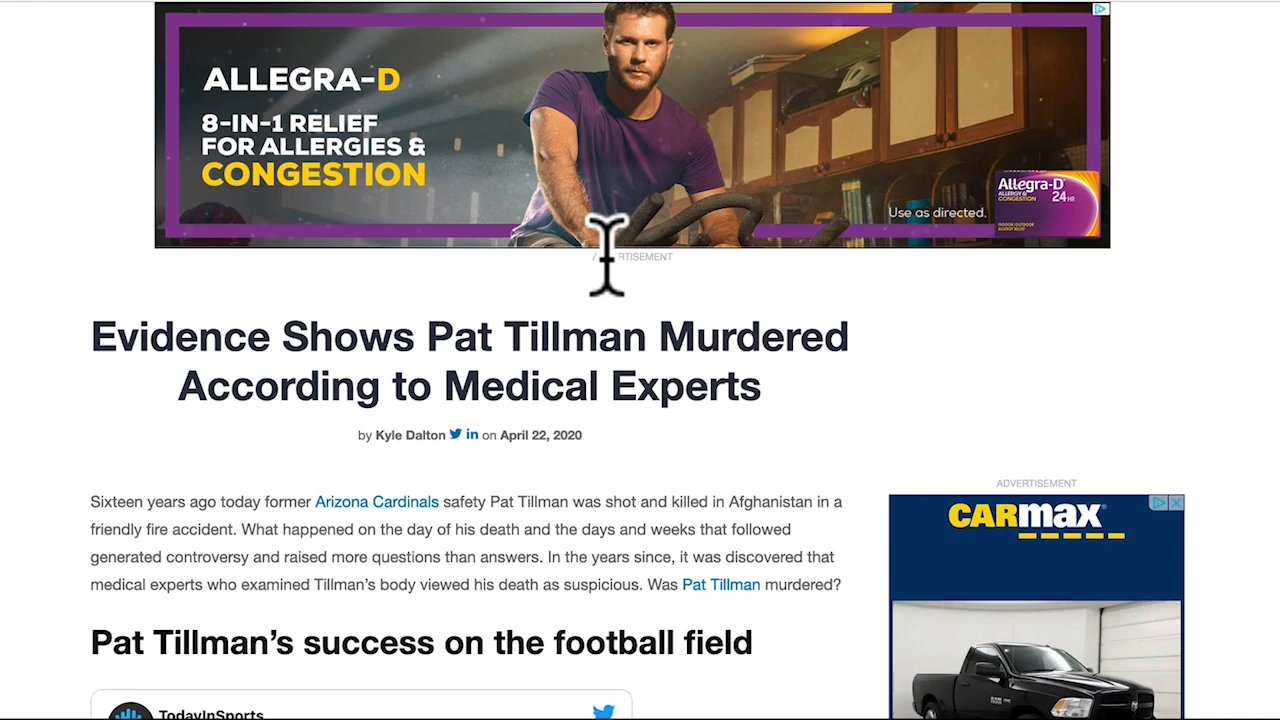 ALLEGRA-D
8-IN-1 RELIEF
FOR ALLERGIES &
CONGESTION
Use as directed.
Allegra-D
ALLERGY &
CONGESTION
24 HR
INDOOR/OUTDOOR
ALLERGY RELIEF
Evidence Shows Pat Tillman Murdered
According to Medical Experts
by Kyle Dalton in on April 22, 2020
Sixteen years ago today former Arizona Cardinals safety Pat Tillman was shot and killed in Afghanistan in a
friendly fire accident. What happened on the day of his death and the days and weeks that followed
generated controversy and raised more questions than answers. In the years since, it was discovered that
medical experts who examined Tillman's body viewed his death as suspicious. Was Pat Tillman murdered?
Pat Tillman's success on the football field
TodayInSports
ADVERTISEMENT
CARMAX